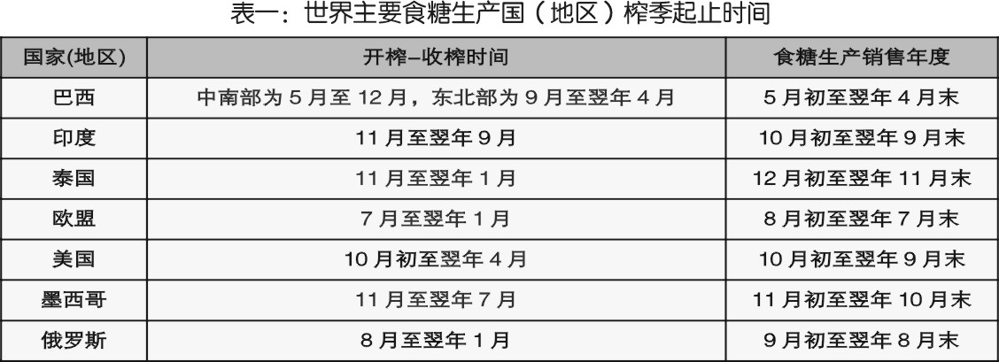 表一：世界主要食糖生产国（地区）榨季起止时间
国家(地区) 开榨–收榨时间 食糖生产销售年度
巴西 中南部为 5 月至 12 月，东北部为 9 月至翌年 4 月 5 月初至翌年 4 月末
印度 11 月至翌年 9 月 10 月初至翌年 9 月末
泰国 11 月至翌年 1 月 12 月初至翌年 11 月末
欧盟 7 月至翌年 1 月 8 月初至翌年 7 月末
美国 10 月初至翌年 4 月 10 月初至翌年 9 月末
墨西哥 11 月至翌年 7 月 11 月初至翌年 10 月末
俄罗斯 8 月至翌年 1 月 9 月初至翌年 8 月末